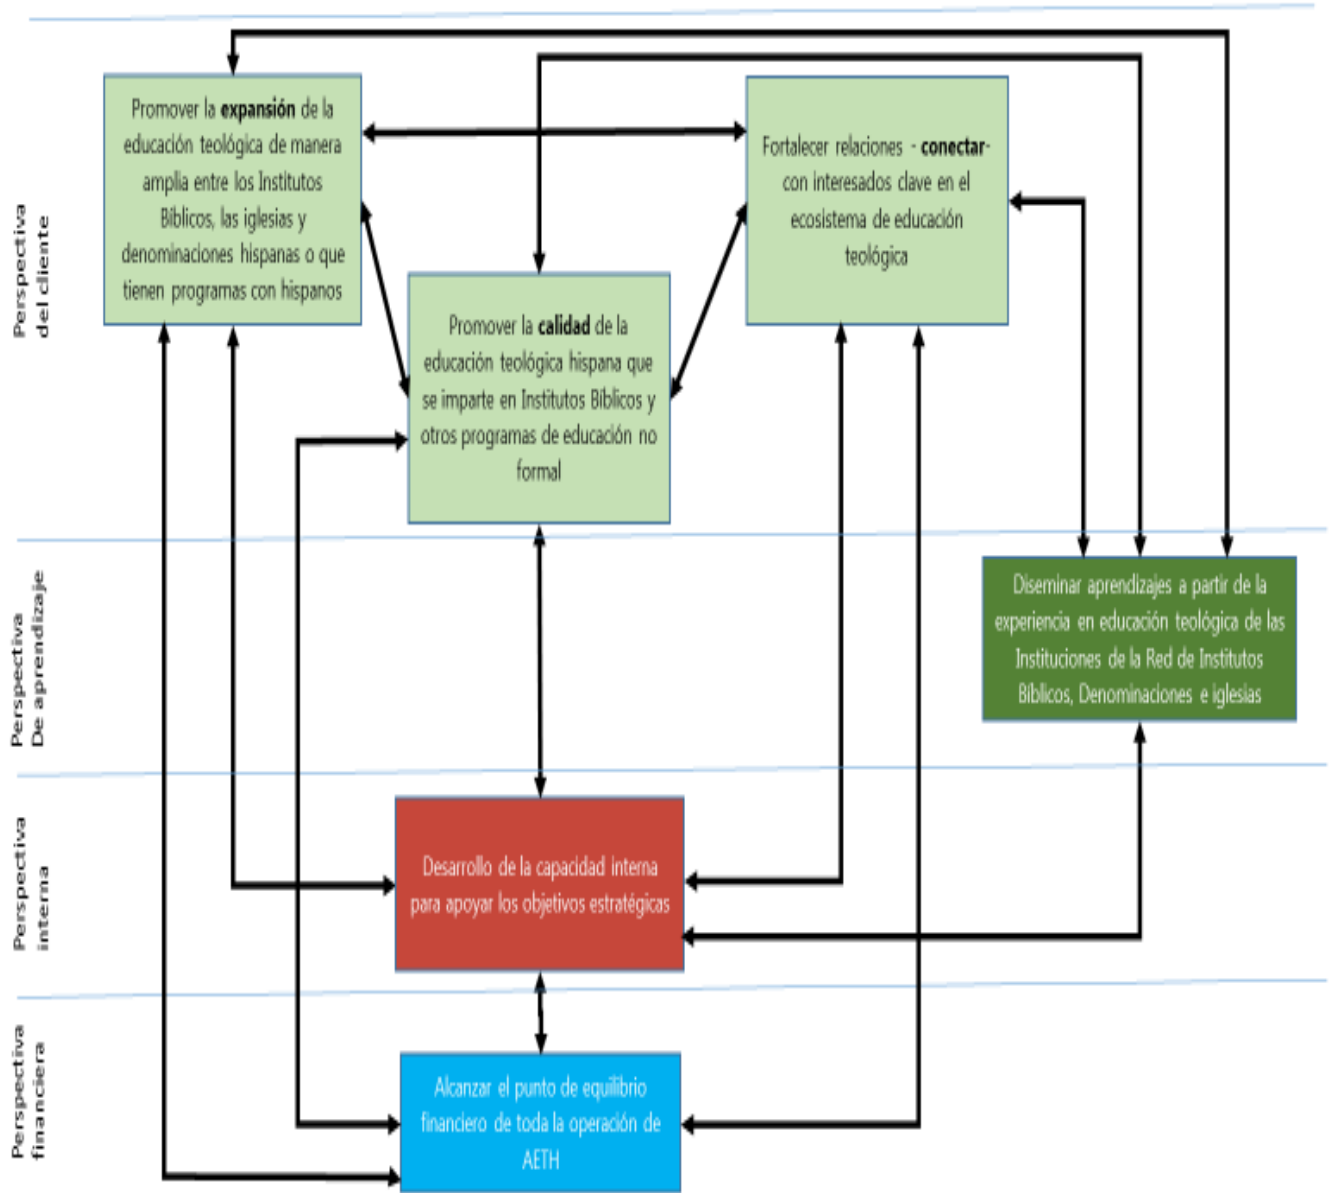 Perspectiva
del cliente
Promover la expansión de la
educación teológica de manera
amplia entre los Institutos
Bíblicos, las iglesias y
denominaciones hispanas o que
tienen programas con hispanos
Promover la calidad de la
educación teológica hispana que
se imparte en Institutos Bíblicos y
otros programas de educación no
formal
Fortalecer relaciones - conectar-
con interesados clave en el
ecosistema de educación
teológica
Perspectiva
De aprendizaje
Diseminar aprendizajes a partir de la
experiencia en educación teológica de las
Instituciones de la Red de Institutos
Bíblicos, Denominaciones e iglesias
Perspectiva
interna
Desarrollo de la capacidad interna
para apoyar los objetivos estratégicas
Perspectiva
financiera
Alcanzar el punto de equilibrio
financiero de toda la operación de
AETH